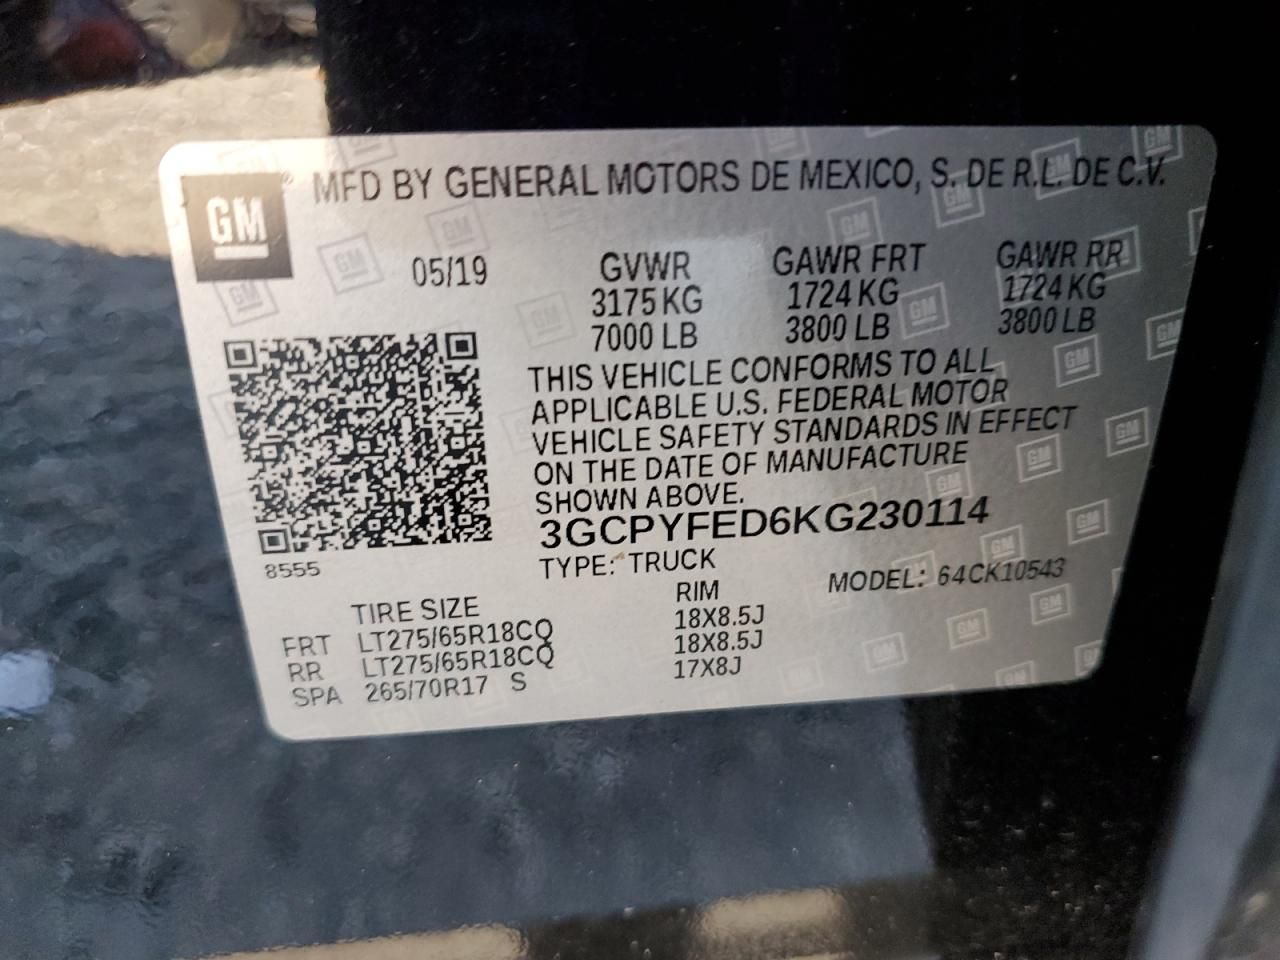 GM
MFD BY GENERAL MOTORS DE MEXICO, S. DE R.L. DE C.V.
05/19
GVWR GAWR FRT GAWR RR
3175 KG 1724 KG 1724 KG
7000 LB 3800 LB 3800 LB
THIS VEHICLE CONFORMS TO ALL
APPLICABLE U.S. FEDERAL MOTOR
VEHICLE SAFETY STANDARDS IN EFFECT
ON THE DATE OF MANUFACTURE
SHOWN ABOVE.
3GCPYFED6KG230114
8555
TYPE: TRUCK MODEL: 64CK10543
TIRE SIZE RIM
FRT LT275/65R18CQ 18X8.5J
RR LT275/65R18CQ 18X8.5J
SPA 265/70R17 S 17X8J